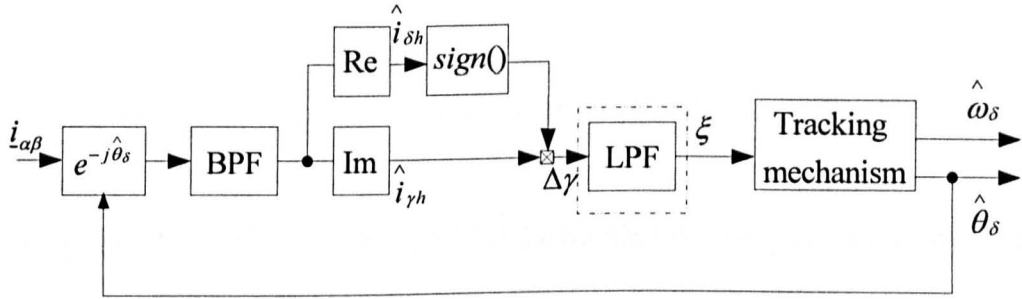 i_αβ
e^{-jθ̂_δ}
BPF
Re
î_δh
sign()
Im
î_γh
Δγ
LPF
ξ
Tracking
mechanism
ω̂_δ
θ̂_δ